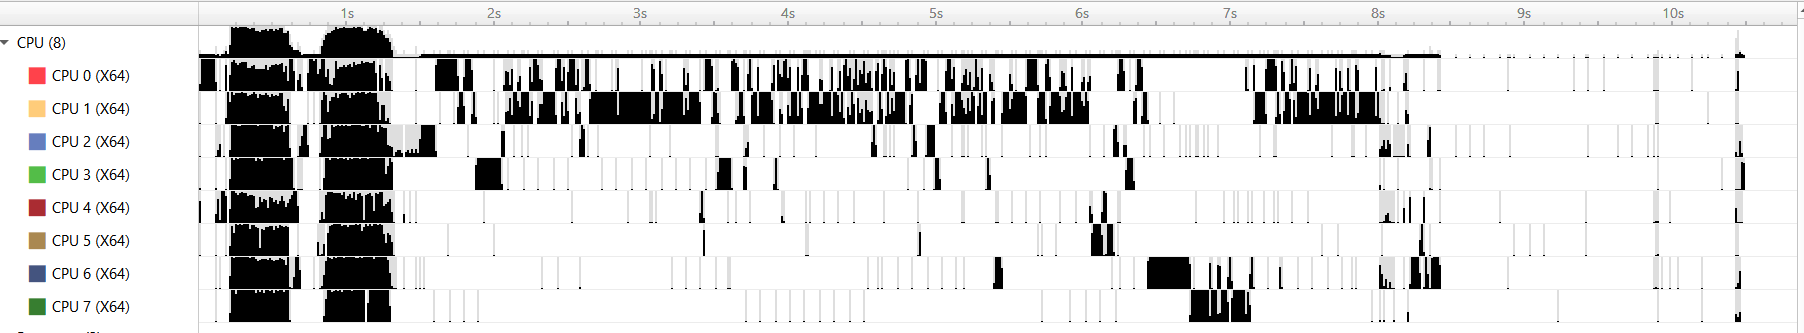 1s 2s 3s 4s 5s 6s 7s 8s 9s 10s
CPU (8)
CPU 0 (X64)
CPU 1 (X64)
CPU 2 (X64)
CPU 3 (X64)
CPU 4 (X64)
CPU 5 (X64)
CPU 6 (X64)
CPU 7 (X64)